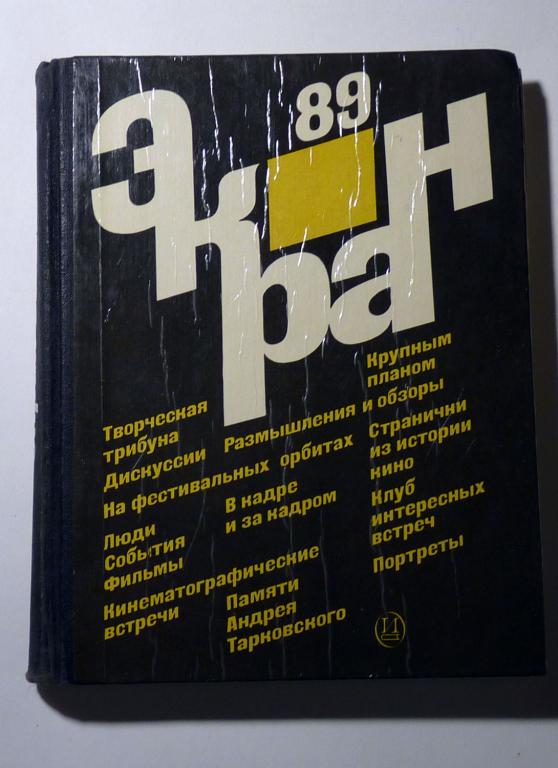 89
экран
Крупным
планом
Творческая
трибуна
Размышления и обзоры
Дискуссии
На фестивальных орбитах
Странички
из истории
кино
Люди
События
Фильмы
В кадре
и за кадром
Клуб
интересных
встреч
Кинематографические
встречи
Памяти
Андрея
Тарковского
Портреты
И